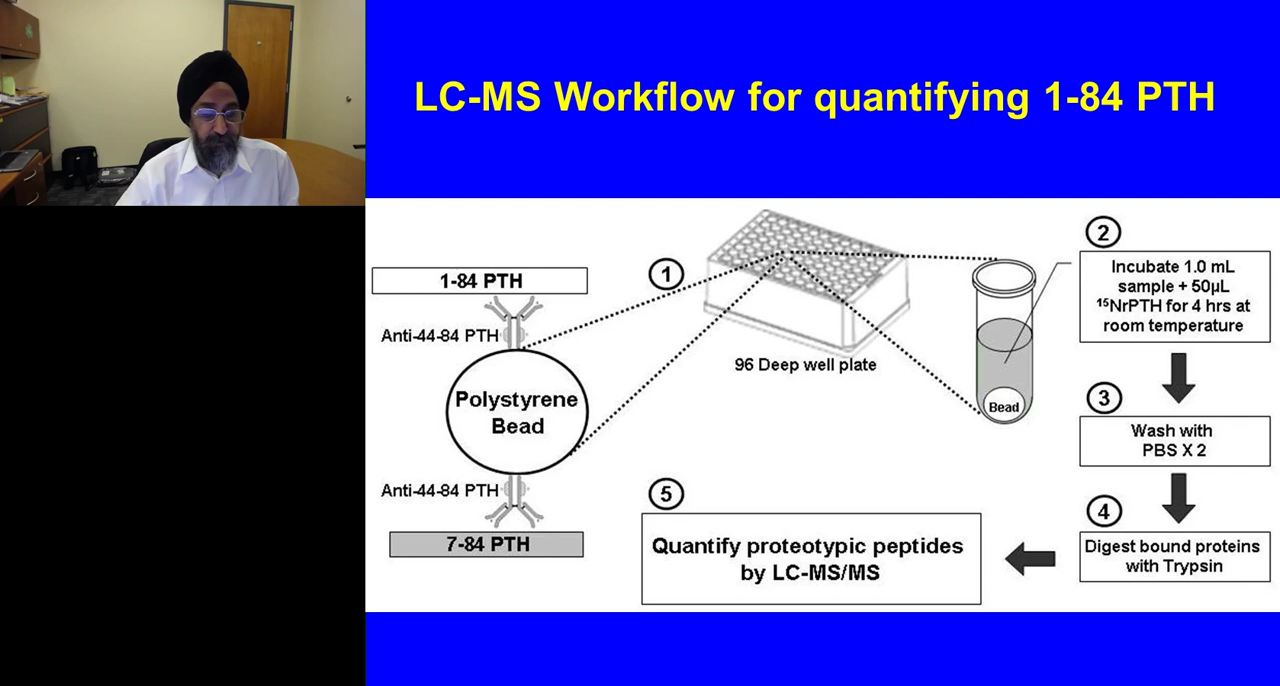 LC-MS Workflow for quantifying 1-84 PTH
1-84 PTH
Anti-44-84 PTH
Polystyrene
Bead
Anti-44-84 PTH
7-84 PTH
1
96 Deep well plate
Bead
2
Incubate 1.0 mL
sample + 50µL
¹⁵NrPTH for 4 hrs at
room temperature
3
Wash with
PBS X 2
4
Digest bound proteins
with Trypsin
5
Quantify proteotypic peptides
by LC-MS/MS